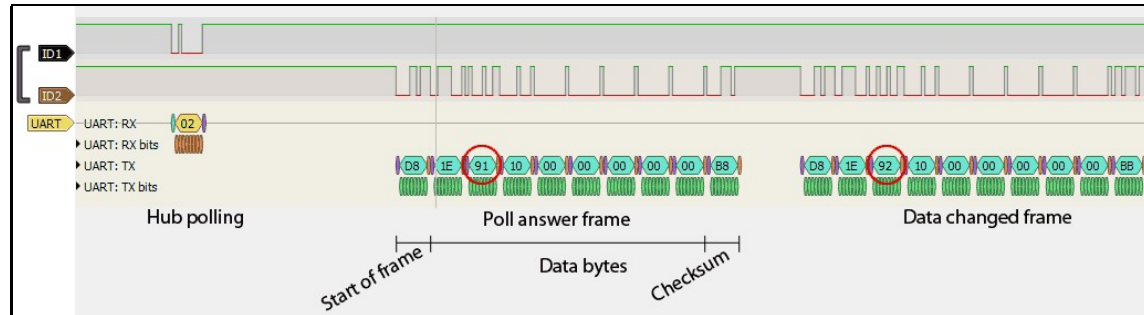 ID1
ID2
UART
UART: RX
02
UART: RX bits
UART: TX
D8 1E 91 10 00 00 00 00 00 B8
D8 1E 92 10 00 00 00 00 00 BB
UART: TX bits
Hub polling
Poll answer frame
Data changed frame
Start of frame
Data bytes
Checksum